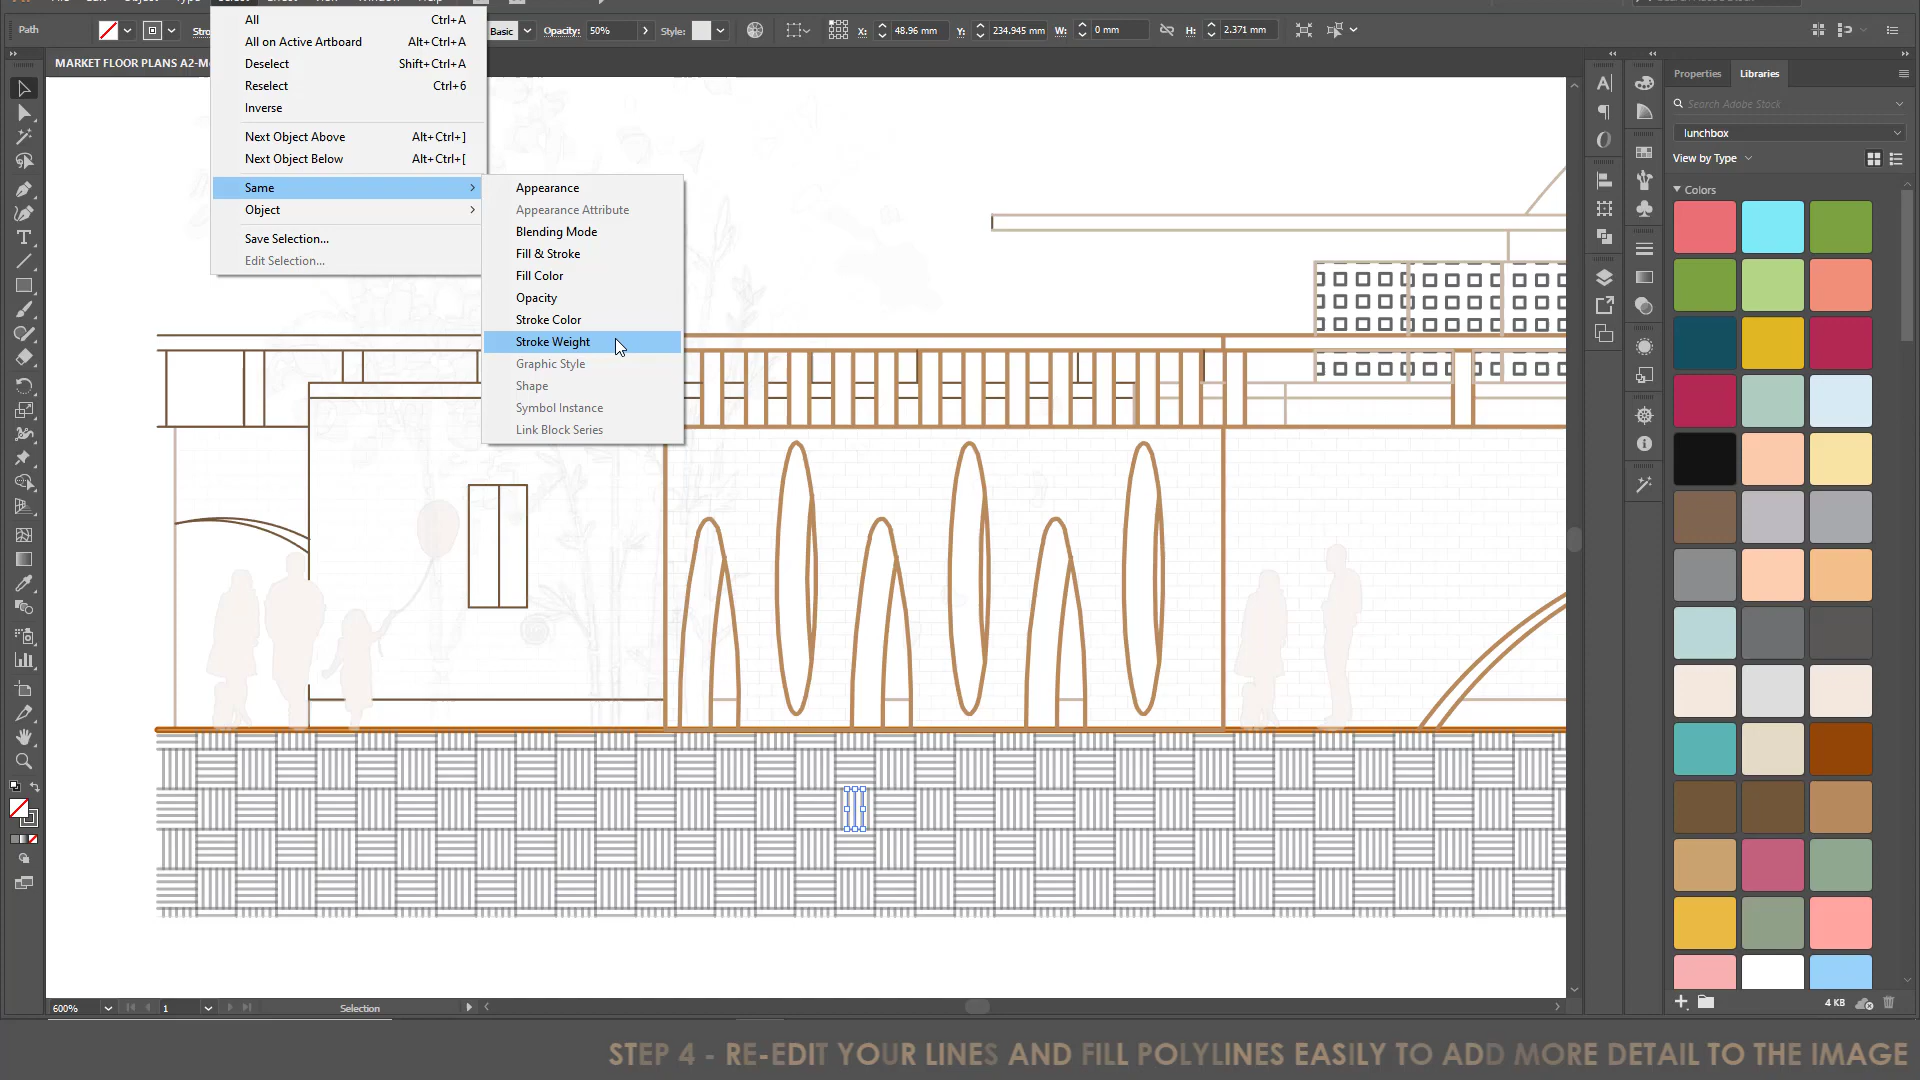 Path
Stro
Basic
Opacity:
50%
Style:
X:
48.96 mm
Y:
234.945 mm
W:
0 mm
H:
2.371 mm
MARKET FLOOR PLANS A2-M
All Ctrl+A
All on Active Artboard Alt+Ctrl+A
Deselect Shift+Ctrl+A
Reselect Ctrl+6
Inverse
Next Object Above Alt+Ctrl+]
Next Object Below Alt+Ctrl+[
Same
Object
Save Selection...
Edit Selection...
Appearance
Appearance Attribute
Blending Mode
Fill & Stroke
Fill Color
Opacity
Stroke Color
Stroke Weight
Graphic Style
Shape
Symbol Instance
Link Block Series
Properties
Libraries
Search Adobe Stock
lunchbox
View by Type
Colors
4 KB
600%
1
Selection
STEP 4 - RE-EDIT YOUR LINES AND FILL POLYLINES EASILY TO ADD MORE DETAIL TO THE IMAGE